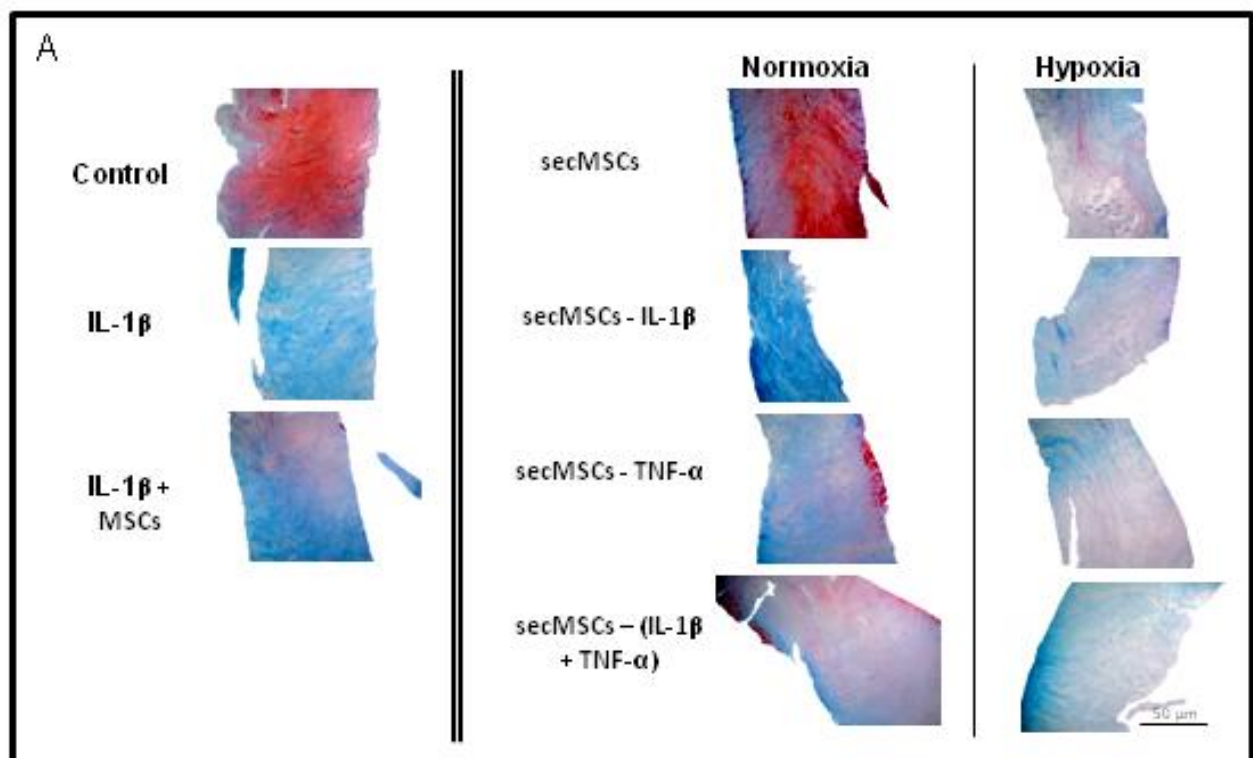 A
Normoxia
Hypoxia
Control
secMSCs
IL-1β
secMSCs - IL-1β
IL-1β +
MSCs
secMSCs - TNF-α
secMSCs – (IL-1β
+ TNF-α)
50 µm